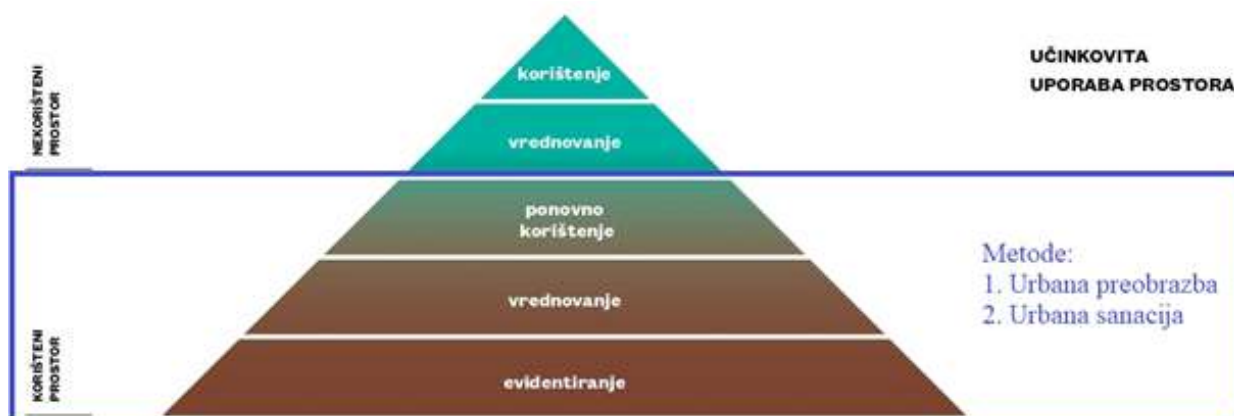 korištenje
vrednovanje
ponovno
korištenje
vrednovanje
evidentiranje
NEKORIŠTENI
PROSTOR
KORIŠTENI
PROSTOR
UČINKOVITA
UPORABA PROSTORA
Metode:
1. Urbana preobrazba
2. Urbana sanacija